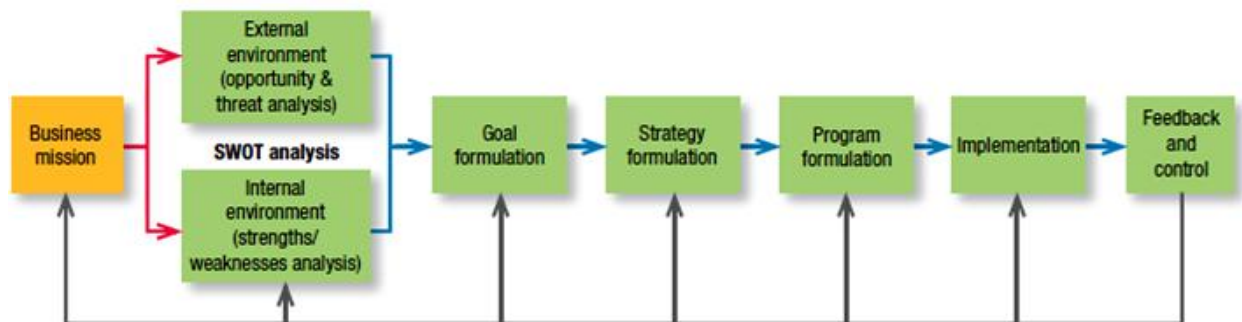 Business
mission
External
environment
(opportunity &
threat analysis)
SWOT analysis
Internal
environment
(strengths/
weaknesses analysis)
Goal
formulation
Strategy
formulation
Program
formulation
Implementation
Feedback
and
control